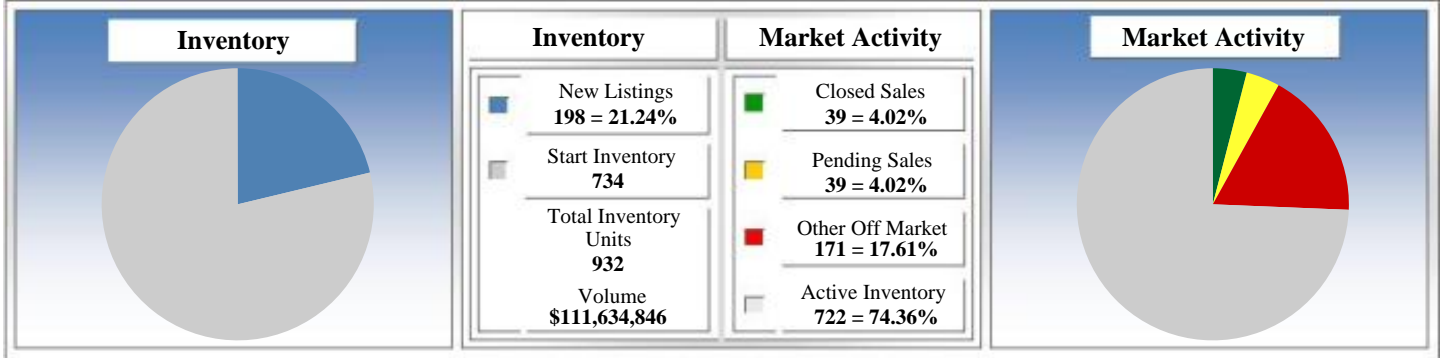 Inventory
Inventory
New Listings
198 = 21.24%
Start Inventory
734
Total Inventory
Units
932
Volume
$111,634,846
Market Activity
Closed Sales
39 = 4.02%
Pending Sales
39 = 4.02%
Other Off Market
171 = 17.61%
Active Inventory
722 = 74.36%
Market Activity